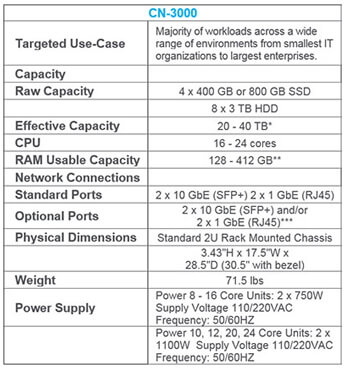 CN-3000
Targeted Use-Case
Majority of workloads across a wide
range of environments from smallest IT
organizations to largest enterprises.
Capacity
Raw Capacity
4 x 400 GB or 800 GB SSD
8 x 3 TB HDD
Effective Capacity
20 - 40 TB*
CPU
16 - 24 cores
RAM Usable Capacity
128 - 412 GB**
Network Connections
Standard Ports
2 x 10 GbE (SFP+) 2 x 1 GbE (RJ45)
Optional Ports
2 x 10 GbE (SFP+) and/or
2 x 1 GbE (RJ45)***
Physical Dimensions
Standard 2U Rack Mounted Chassis
3.43"H x 17.5"W x
28.5"D (30.5" with bezel)
Weight
71.5 lbs
Power Supply
Power 8 - 16 Core Units: 2 x 750W
Supply Voltage 110/220VAC
Frequency: 50/60HZ
Power 10, 12, 20, 24 Core Units: 2 x
1100W Supply Voltage 110/220VAC
Frequency: 50/60HZ